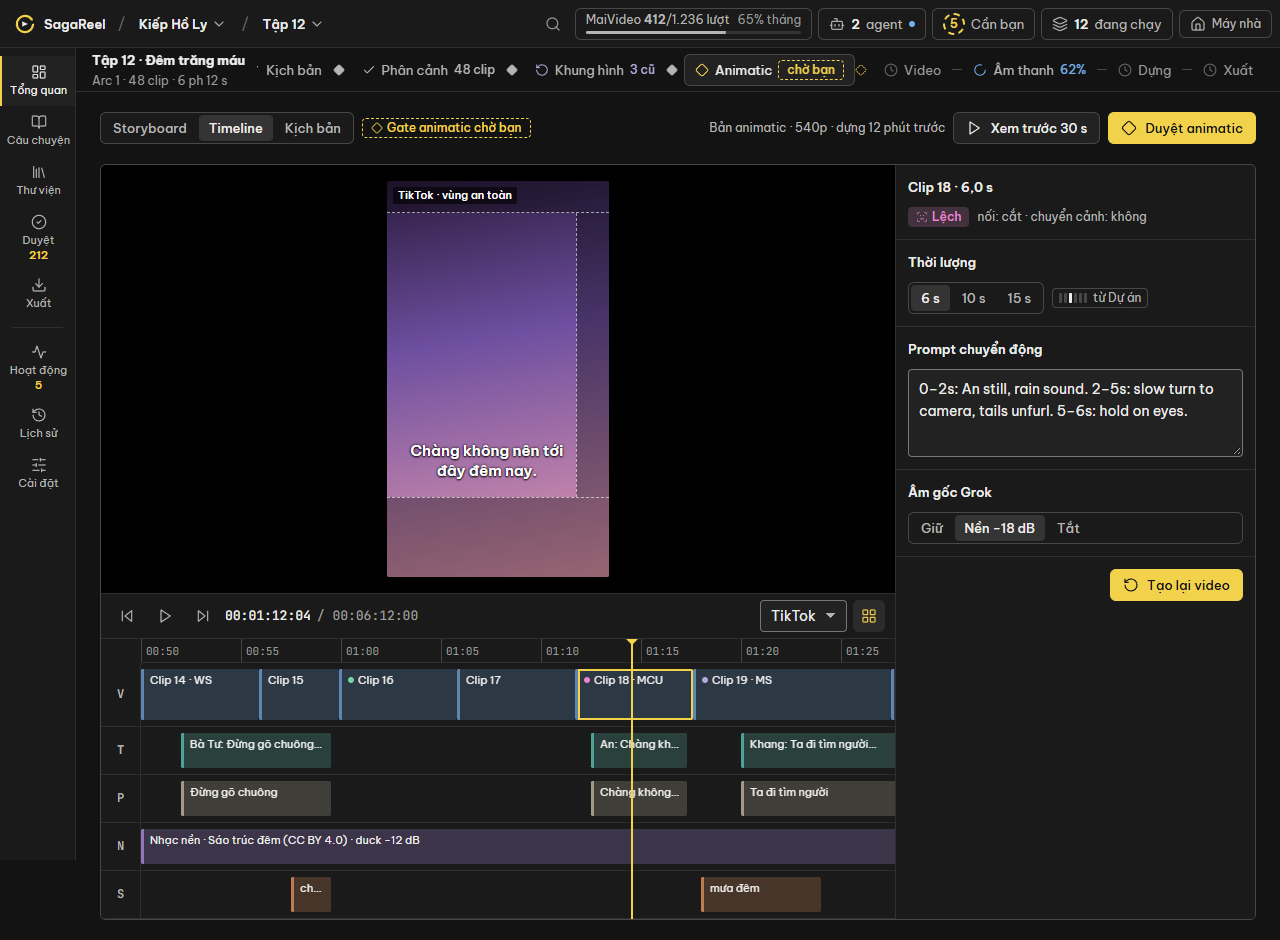 SagaReel / Kiếp Hồ Ly / Tập 12
MaiVideo 412/1.236 lượt 65% tháng
2 agent
5 Cần bạn
12 đang chạy
Máy nhà
Tổng quan
Câu chuyện
Thư viện
Duyệt
212
Xuất
Hoạt động
5
Lịch sử
Cài đặt
Tập 12 · Đêm trăng máu
Arc 1 · 48 clip · 6 ph 12 s
Kịch bản
Phân cảnh 48 clip
Khung hình 3 cũ
Animatic chờ bạn
Video
Âm thanh 62%
Dựng
Xuất
Storyboard Timeline Kịch bản
Gate animatic chờ bạn
Bản animatic · 540p · dựng 12 phút trước
Xem trước 30 s
Duyệt animatic
TikTok · vùng an toàn
Chàng không nên tới
đây đêm nay.
00:01:12:04 / 00:06:12:00
TikTok
Clip 18 · 6,0 s
Lệch nối: cắt · chuyển cảnh: không
Thời lượng
6 s 10 s 15 s từ Dự án
Prompt chuyển động
0–2s: An still, rain sound. 2–5s: slow turn to
camera, tails unfurl. 5–6s: hold on eyes.
Âm gốc Grok
Giữ Nền −18 dB Tắt
Tạo lại video
00:50 00:55 01:00 01:05 01:10 01:15 01:20 01:25
V Clip 14 · WS Clip 15 Clip 16 Clip 17 Clip 18 · MCU Clip 19 · MS
T Bà Tư: Đừng gõ chuông... An: Chàng kh... Khang: Ta đi tìm người...
P Đừng gõ chuông Chàng không... Ta đi tìm người
N Nhạc nền · Sáo trúc đêm (CC BY 4.0) · duck −12 dB
S ch... mưa đêm